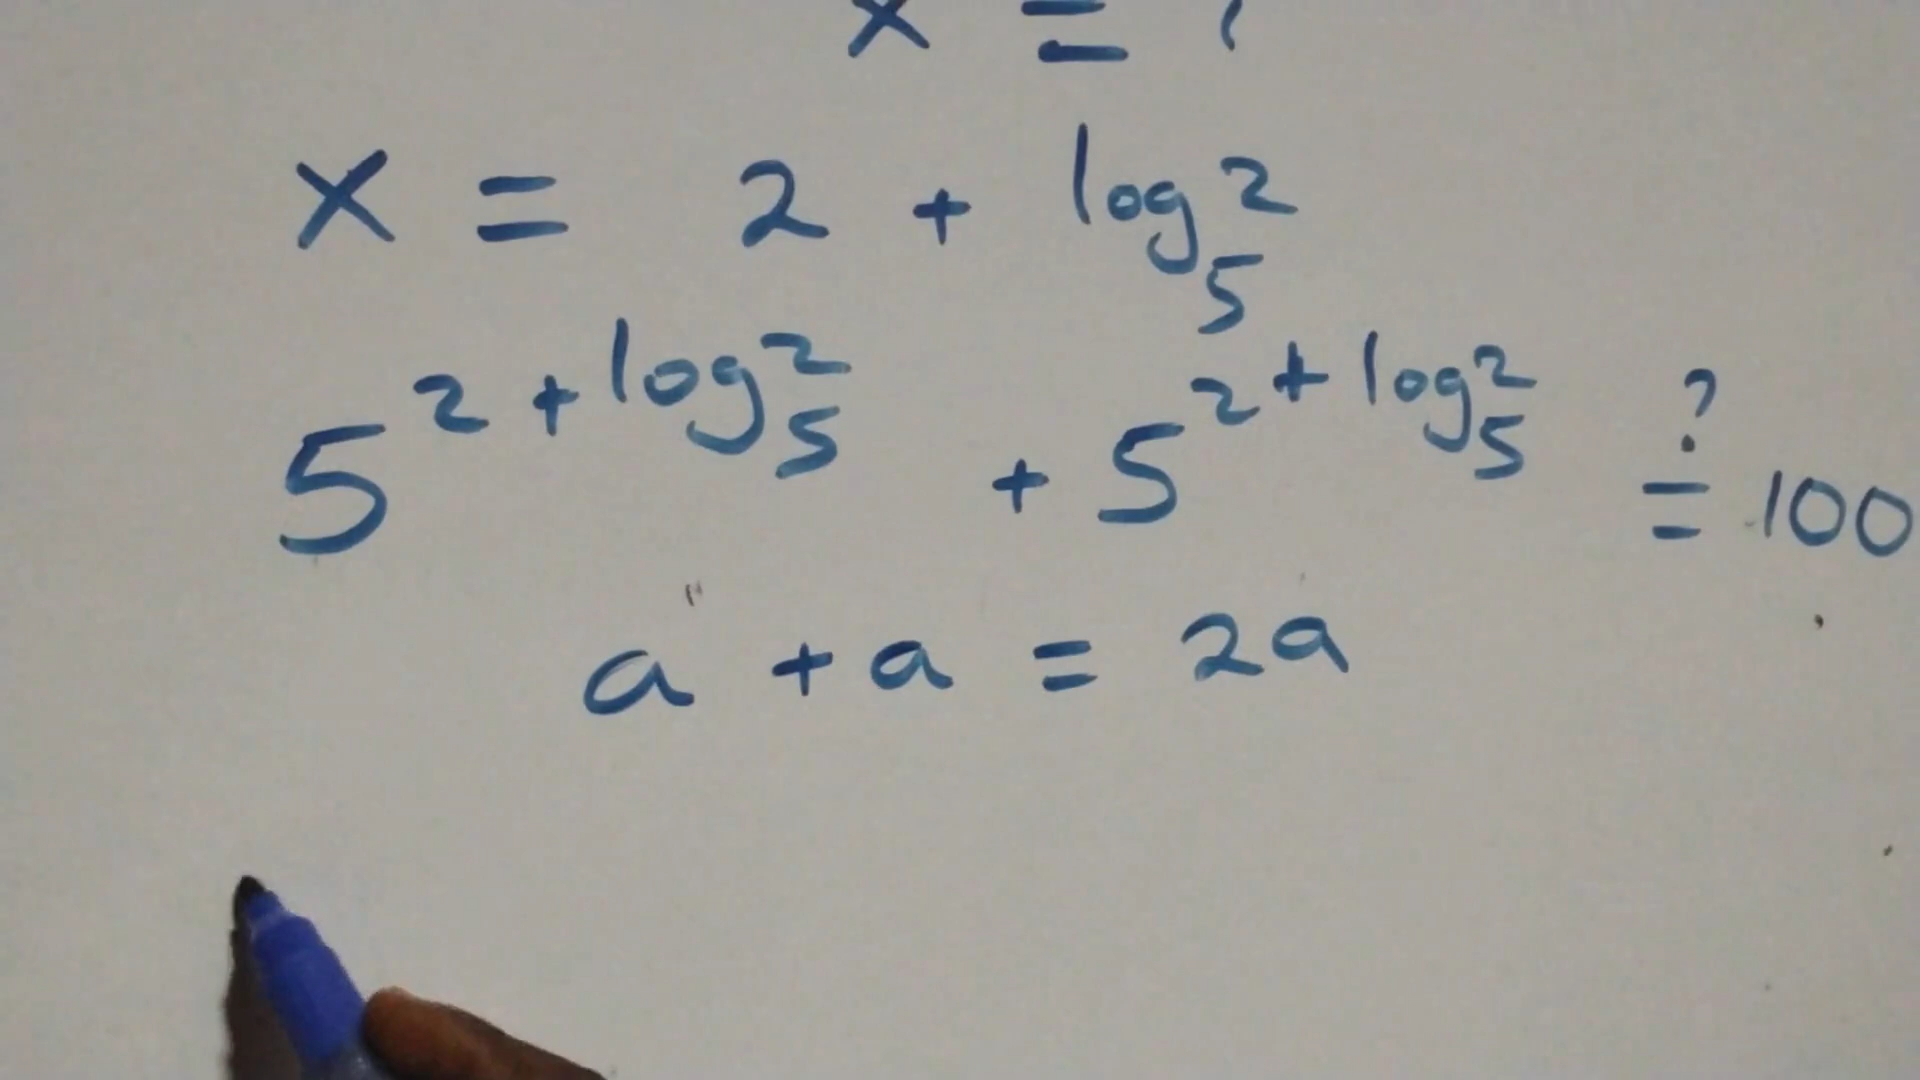 x = ?
x = 2 + log₅2
5^(2 + log₅2) + 5^(2 + log₅2) ?= 100
a + a = 2a